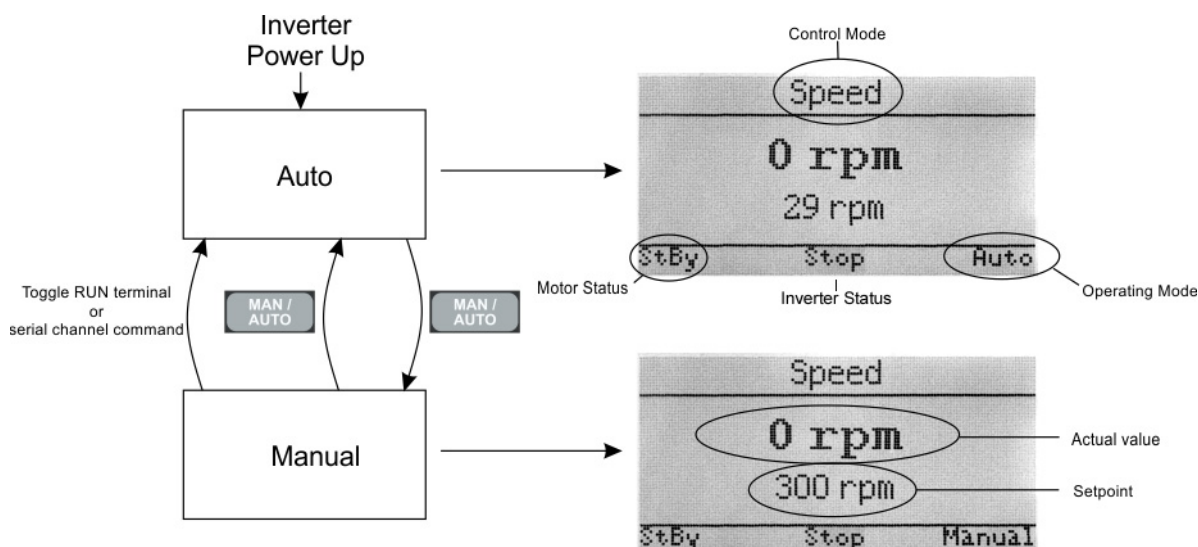 Inverter
Power Up
Auto
Toggle RUN terminal
or
serial channel command
MAN /
AUTO
MAN /
AUTO
Manual
Control Mode
Speed
0 rpm
29 rpm
StBy
Stop
Auto
Motor Status
Inverter Status
Operating Mode
Speed
0 rpm
Actual value
300 rpm
Setpoint
StBy
Stop
Manual